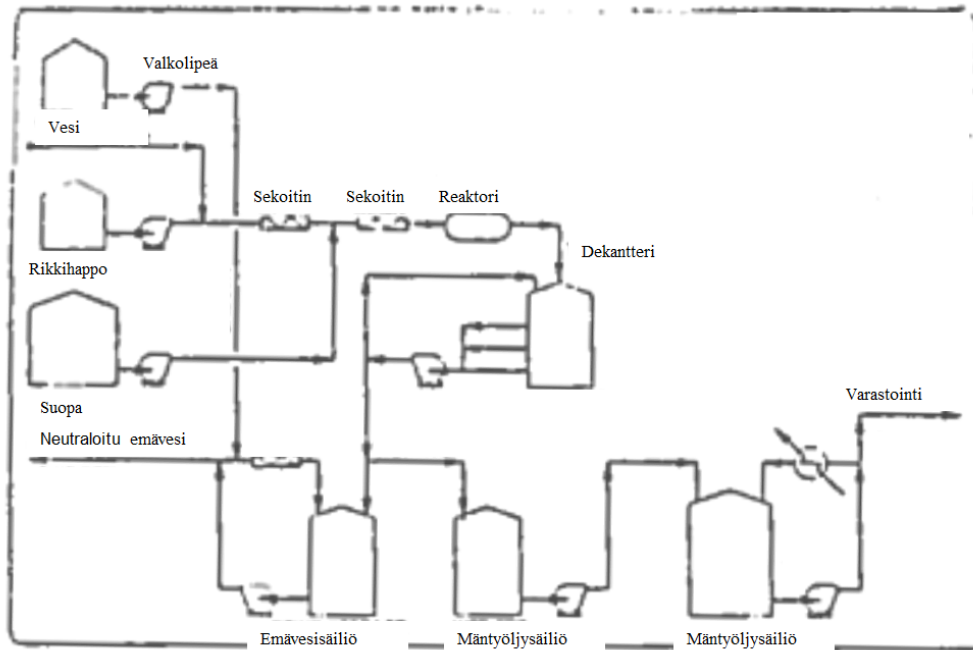 Valkolipeä
Vesi
Sekoitin
Sekoitin
Reaktori
Dekantteri
Rikkihappo
Suopa
Varastointi
Neutraloitu emävesi
Emävesisäiliö
Mäntyöljysäiliö
Mäntyöljysäiliö